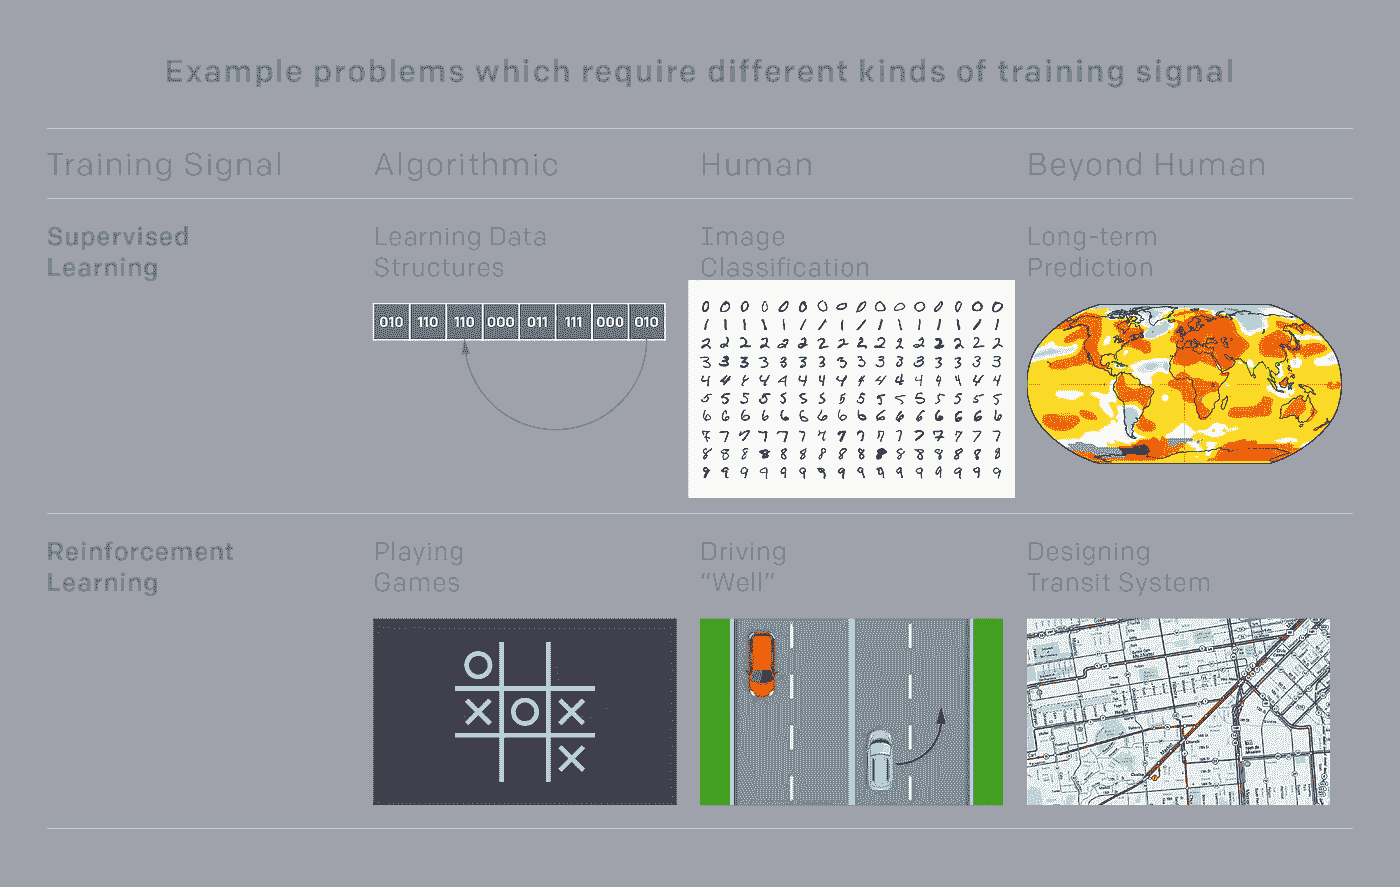 Example problems which require different kinds of training signal
Training Signal
Algorithmic
Human
Beyond Human
Supervised
Learning
Learning Data
Structures
Image
Classification
Long-term
Prediction
010 110 110 000 011 111 000 010
0 0 0 0 0 0 0 0 0 0 0 0 0 0 0 0
1 1 1 1 1 1 1 1 1 1 1 1 1 1 1 1
2 2 2 2 2 2 2 2 2 2 2 2 2 2 2 2
3 3 3 3 3 3 3 3 3 3 3 3 3 3 3 3
4 4 4 4 4 4 4 4 4 4 4 4 4 4 4 4
5 5 5 5 5 5 5 5 5 5 5 5 5 5 5 5
6 6 6 6 6 6 6 6 6 6 6 6 6 6 6 6
7 7 7 7 7 7 7 7 7 7 7 7 7 7 7 7
8 8 8 8 8 8 8 8 8 8 8 8 8 8 8 8
9 9 9 9 9 9 9 9 9 9 9 9 9 9 9 9
Reinforcement
Learning
Playing
Games
Driving
“Well”
Designing
Transit System
O
X O X
X